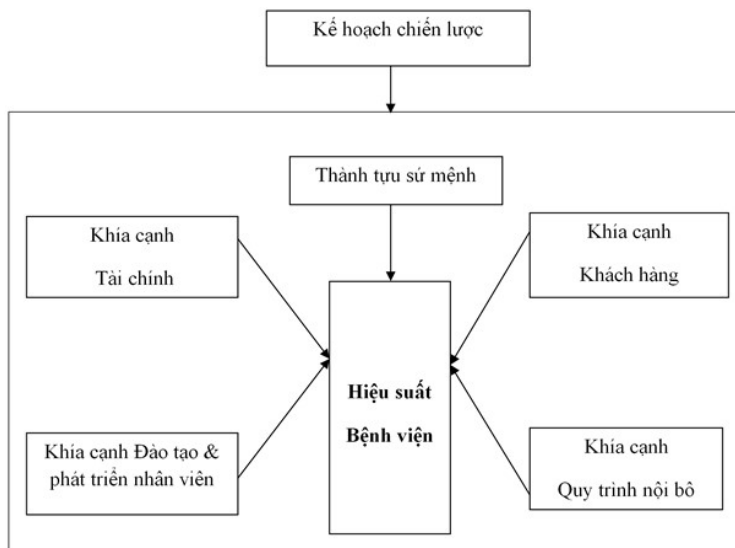 Kế hoạch chiến lược
Thành tựu sứ mệnh
Khía cạnh
Tài chính
Khía cạnh
Khách hàng
Hiệu suất
Bệnh viện
Khía cạnh Đào tạo &
phát triển nhân viên
Khía cạnh
Quy trình nội bô